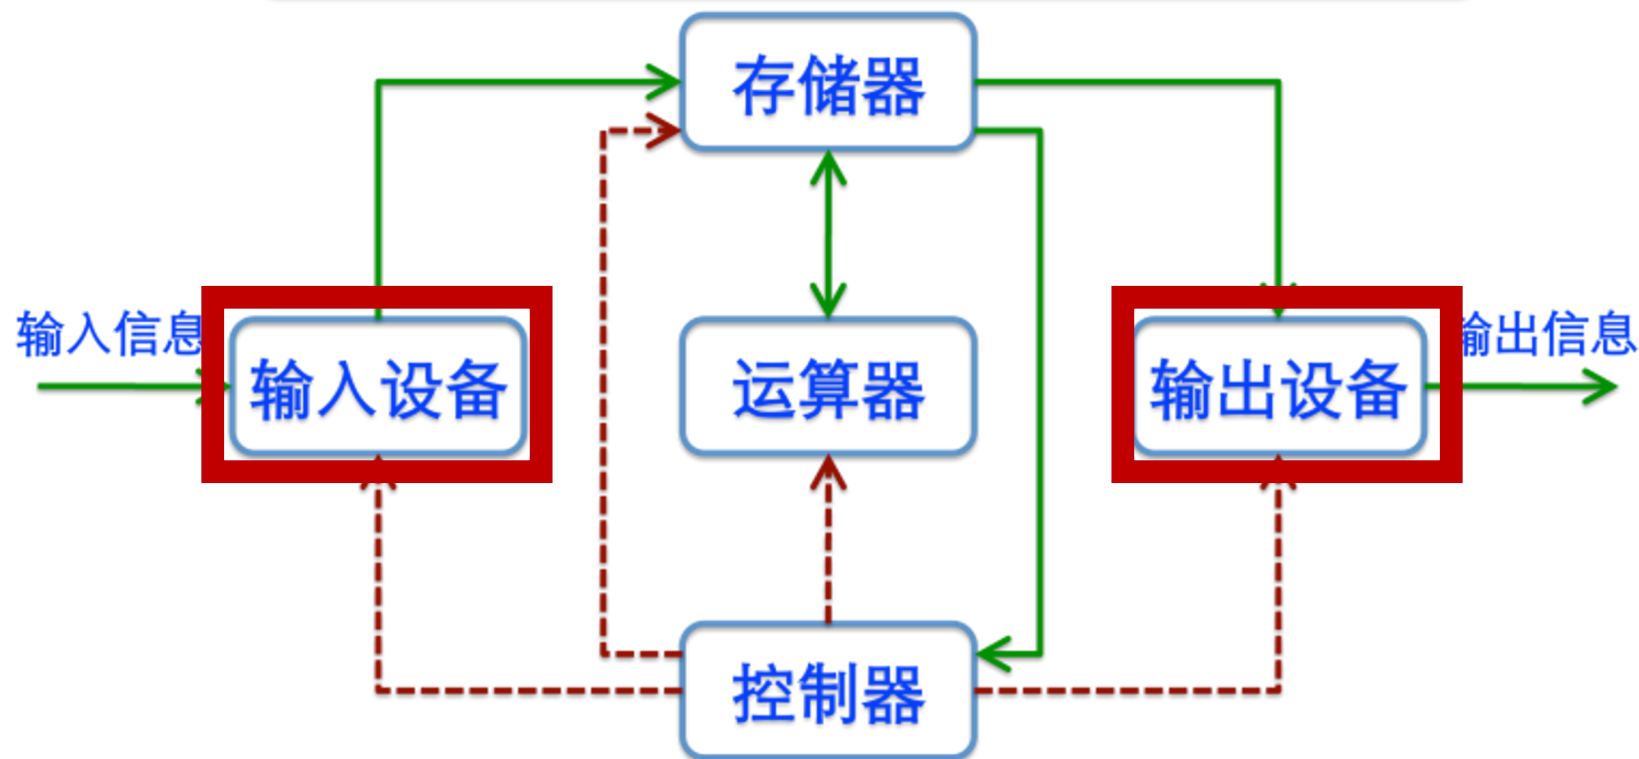 存储器
输入信息
输入设备
运算器
输出设备
输出信息
控制器